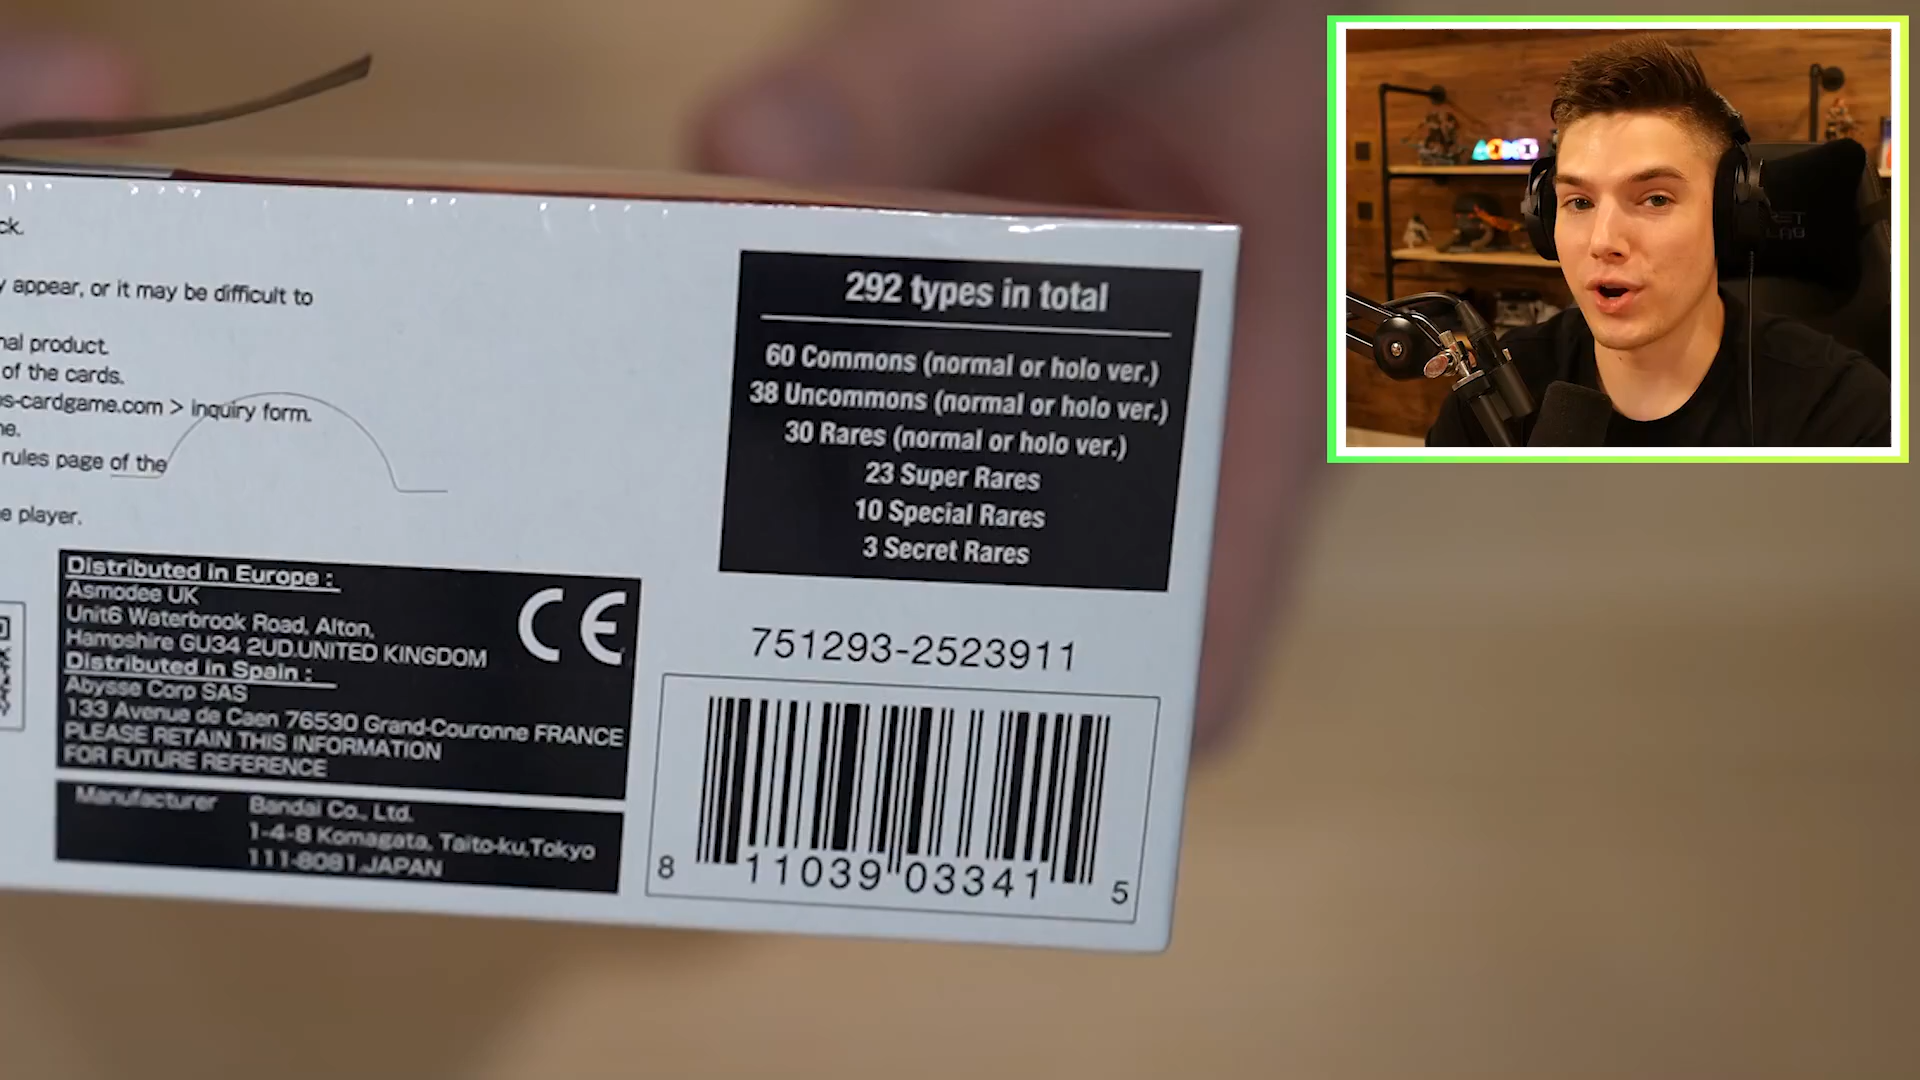 ck.
y appear, or it may be difficult to
nal product.
of the cards.
s-cardgame.com > inquiry form.
me.
rules page of the
e player.
292 types in total
60 Commons (normal or holo ver.)
38 Uncommons (normal or holo ver.)
30 Rares (normal or holo ver.)
23 Super Rares
10 Special Rares
3 Secret Rares
Distributed in Europe :
Asmodee UK
Unit6 Waterbrook Road, Alton,
Hampshire GU34 2UD.UNITED KINGDOM
Distributed in Spain :
Abysse Corp SAS
133 Avenue de Caen 76530 Grand-Couronne FRANCE
PLEASE RETAIN THIS INFORMATION
FOR FUTURE REFERENCE
CE
Manufacturer Bandai Co., Ltd.
1-4-8 Komagata, Taito-ku,Tokyo
111-8081.JAPAN
751293-2523911
8 11039 03341 5